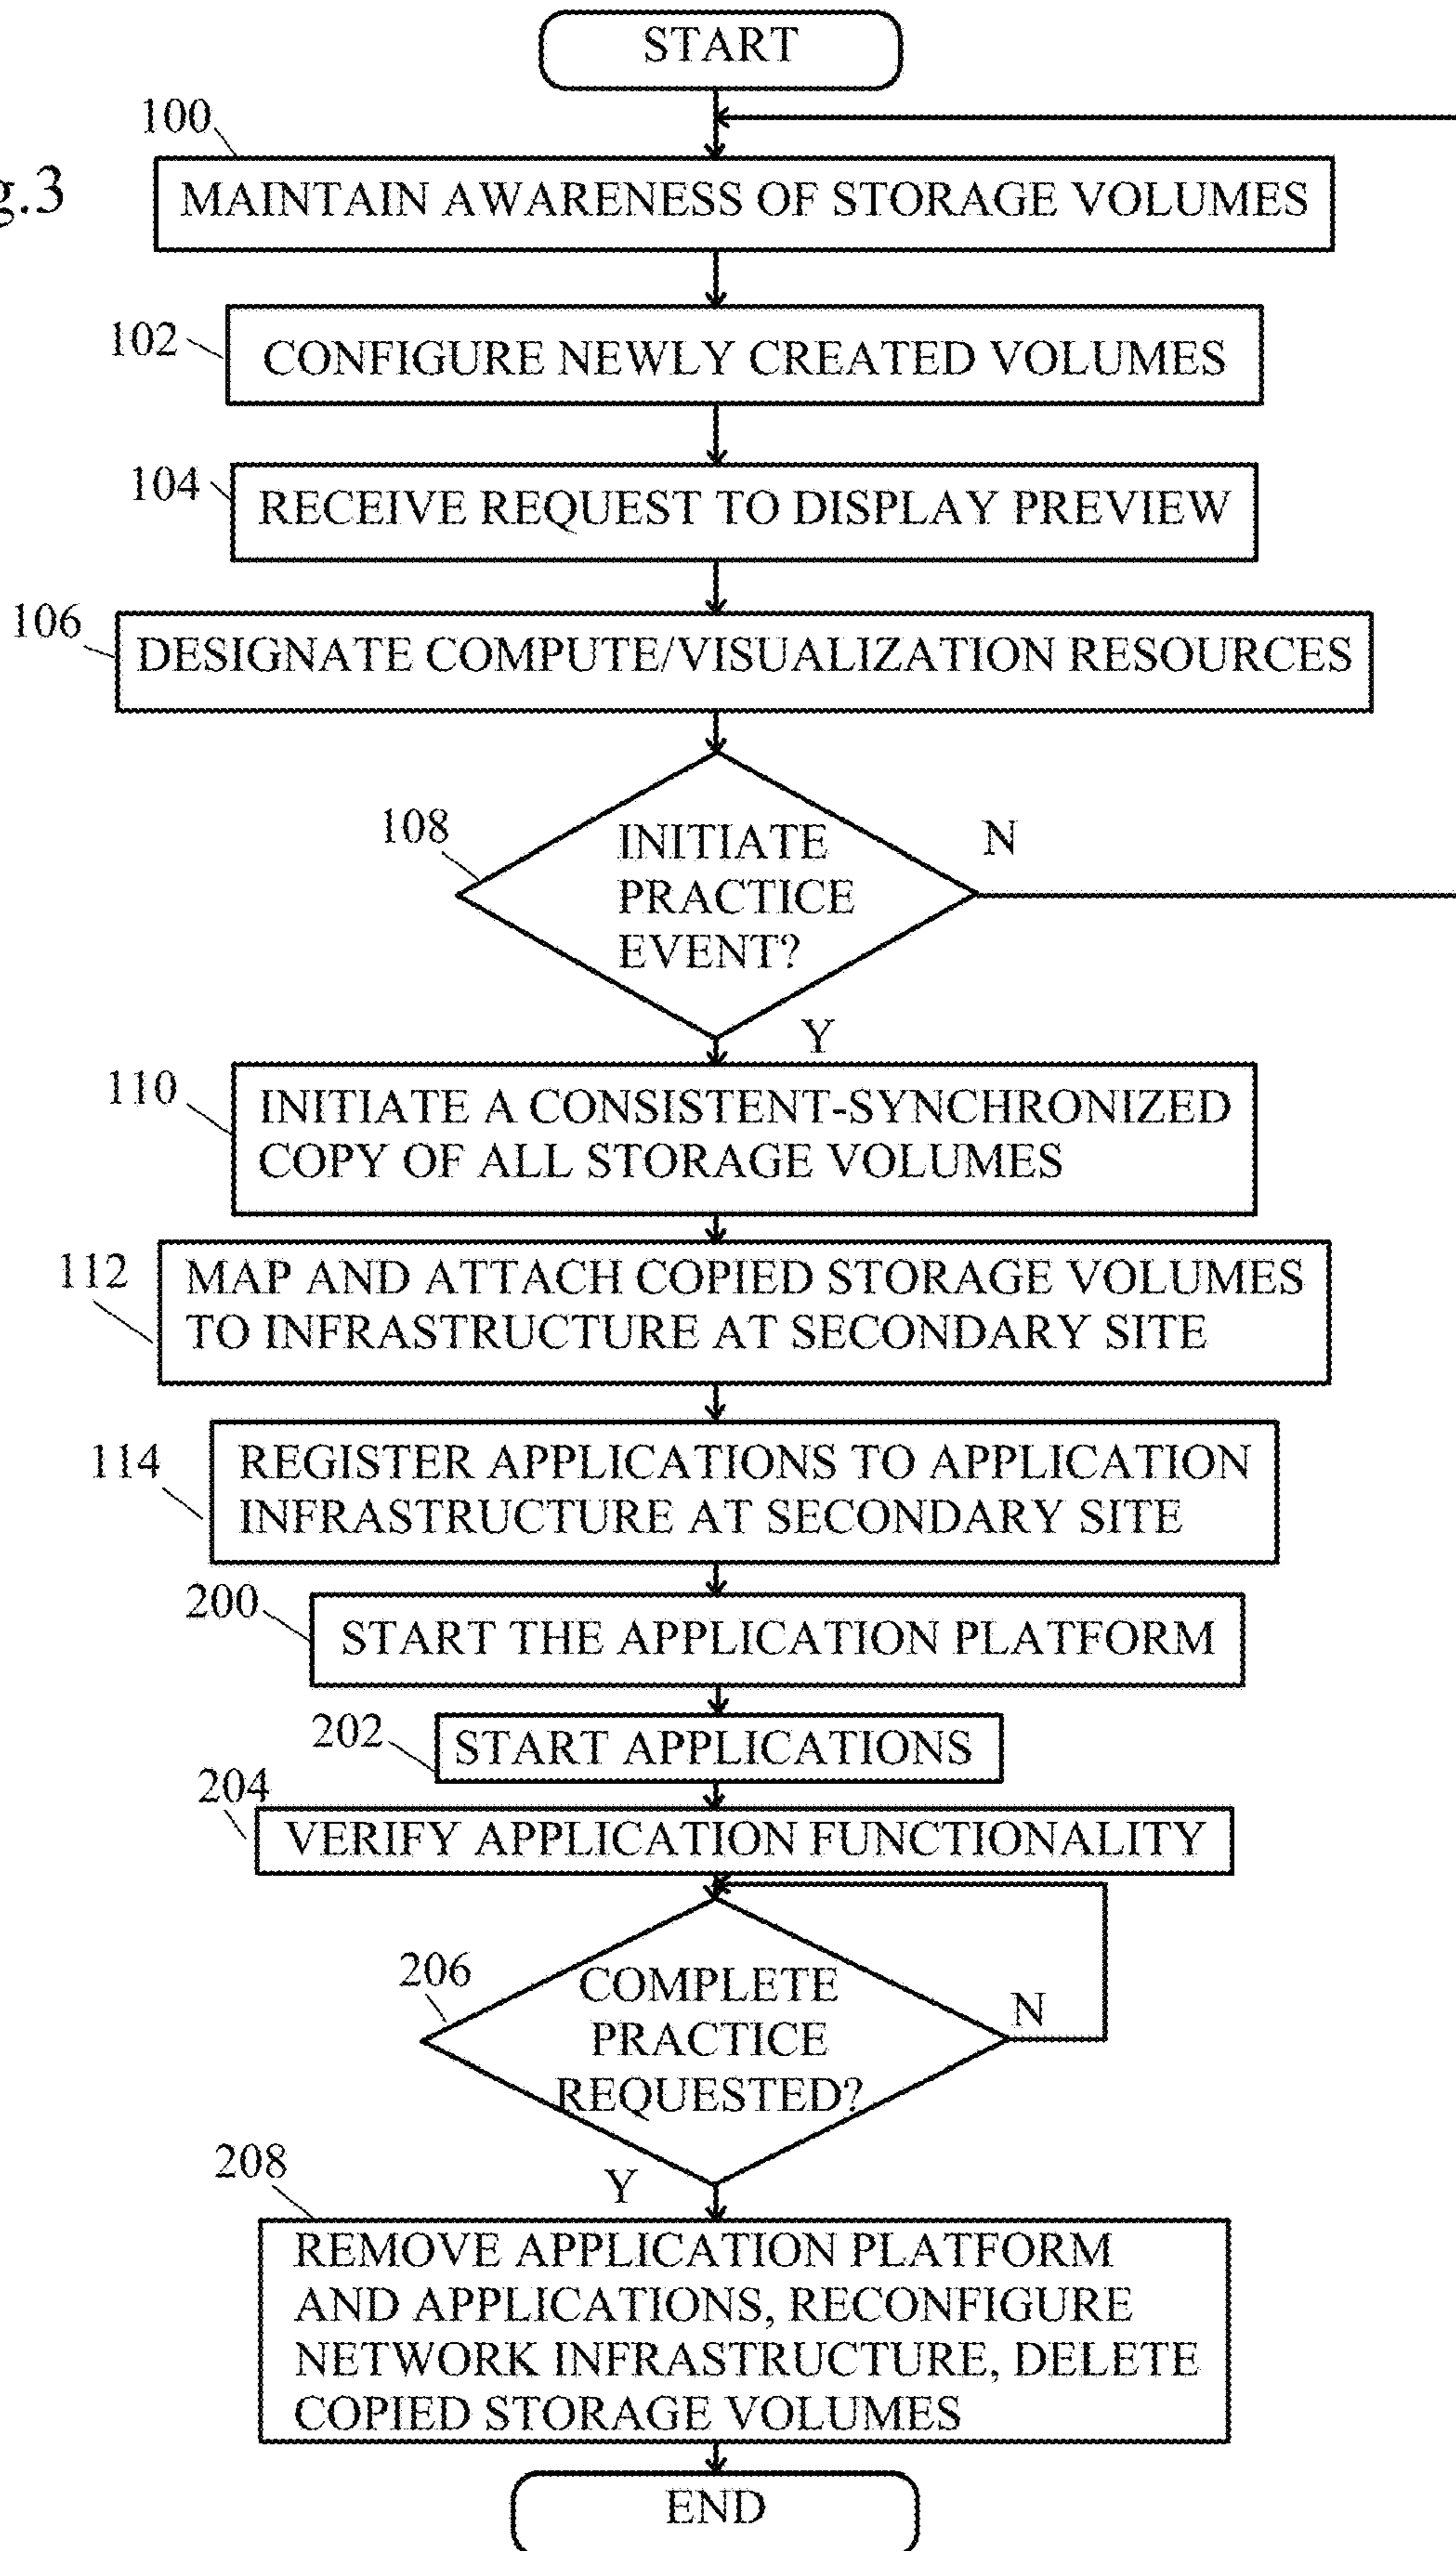 START
100
g.3
MAINTAIN AWARENESS OF STORAGE VOLUMES
102
CONFIGURE NEWLY CREATED VOLUMES
104
RECEIVE REQUEST TO DISPLAY PREVIEW
106
DESIGNATE COMPUTE/VISUALIZATION RESOURCES
108
INITIATE
PRACTICE
EVENT?
N
Y
110
INITIATE A CONSISTENT-SYNCHRONIZED
COPY OF ALL STORAGE VOLUMES
112
MAP AND ATTACH COPIED STORAGE VOLUMES
TO INFRASTRUCTURE AT SECONDARY SITE
114
REGISTER APPLICATIONS TO APPLICATION
INFRASTRUCTURE AT SECONDARY SITE
200
START THE APPLICATION PLATFORM
202
START APPLICATIONS
204
VERIFY APPLICATION FUNCTIONALITY
206
COMPLETE
PRACTICE
REQUESTED?
N
Y
208
REMOVE APPLICATION PLATFORM
AND APPLICATIONS, RECONFIGURE
NETWORK INFRASTRUCTURE, DELETE
COPIED STORAGE VOLUMES
END